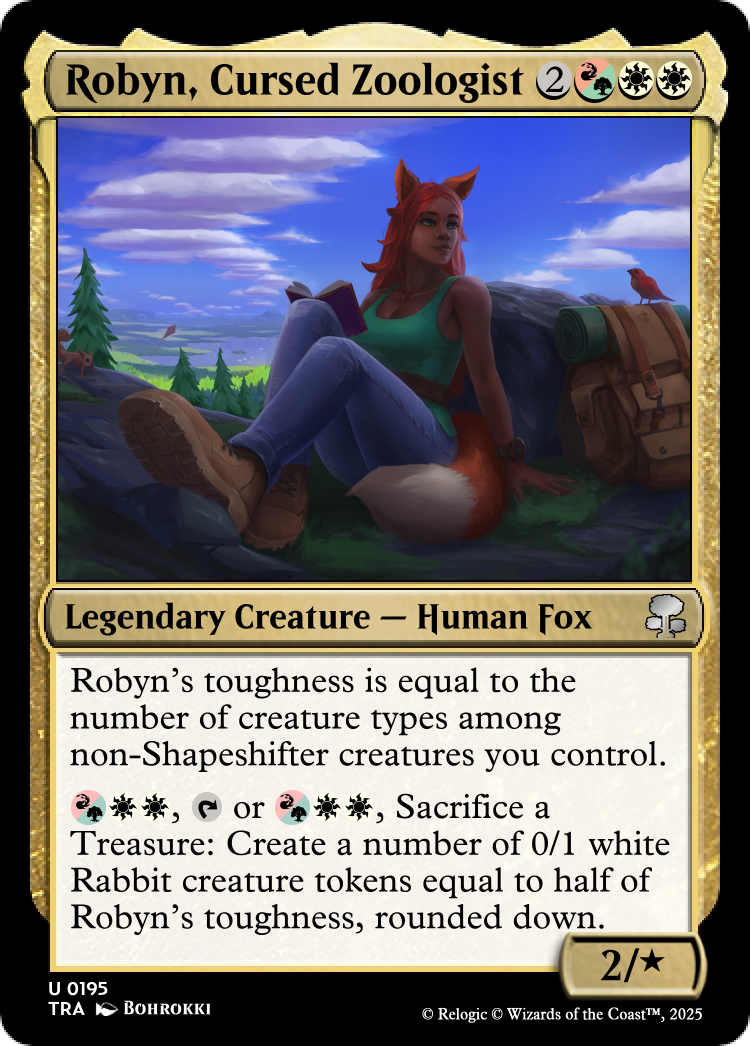 Robyn, Cursed Zoologist 2
Legendary Creature — Human Fox
Robyn’s toughness is equal to the
number of creature types among
non-Shapeshifter creatures you control.
, or , Sacrifice a
Treasure: Create a number of 0/1 white
Rabbit creature tokens equal to half of
Robyn’s toughness, rounded down.
2/★
U 0195
TRA BOHROKKI
© Relogic © Wizards of the Coast™, 2025